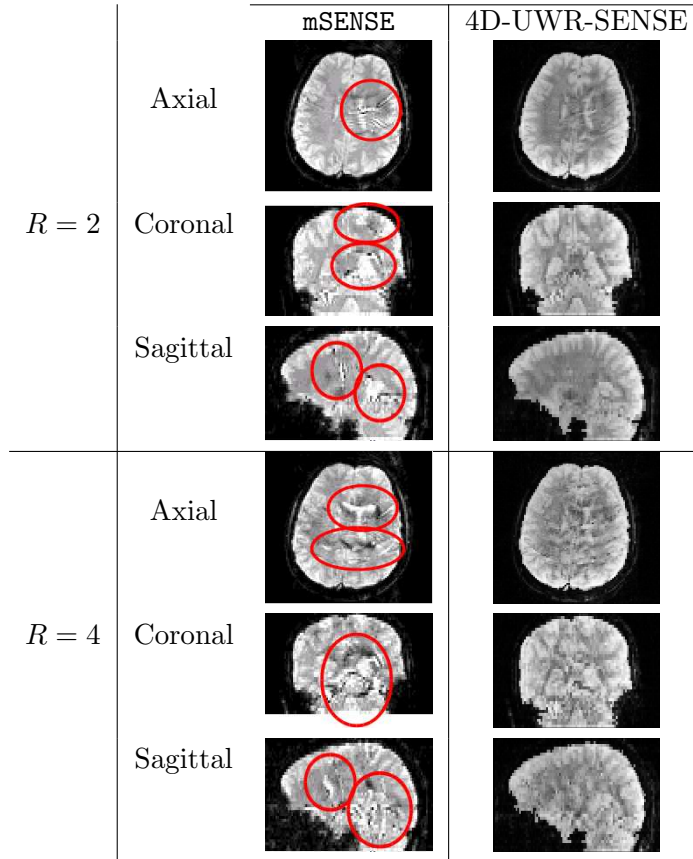 mSENSE 4D-UWR-SENSE
Axial
R = 2 Coronal
Sagittal
Axial
R = 4 Coronal
Sagittal